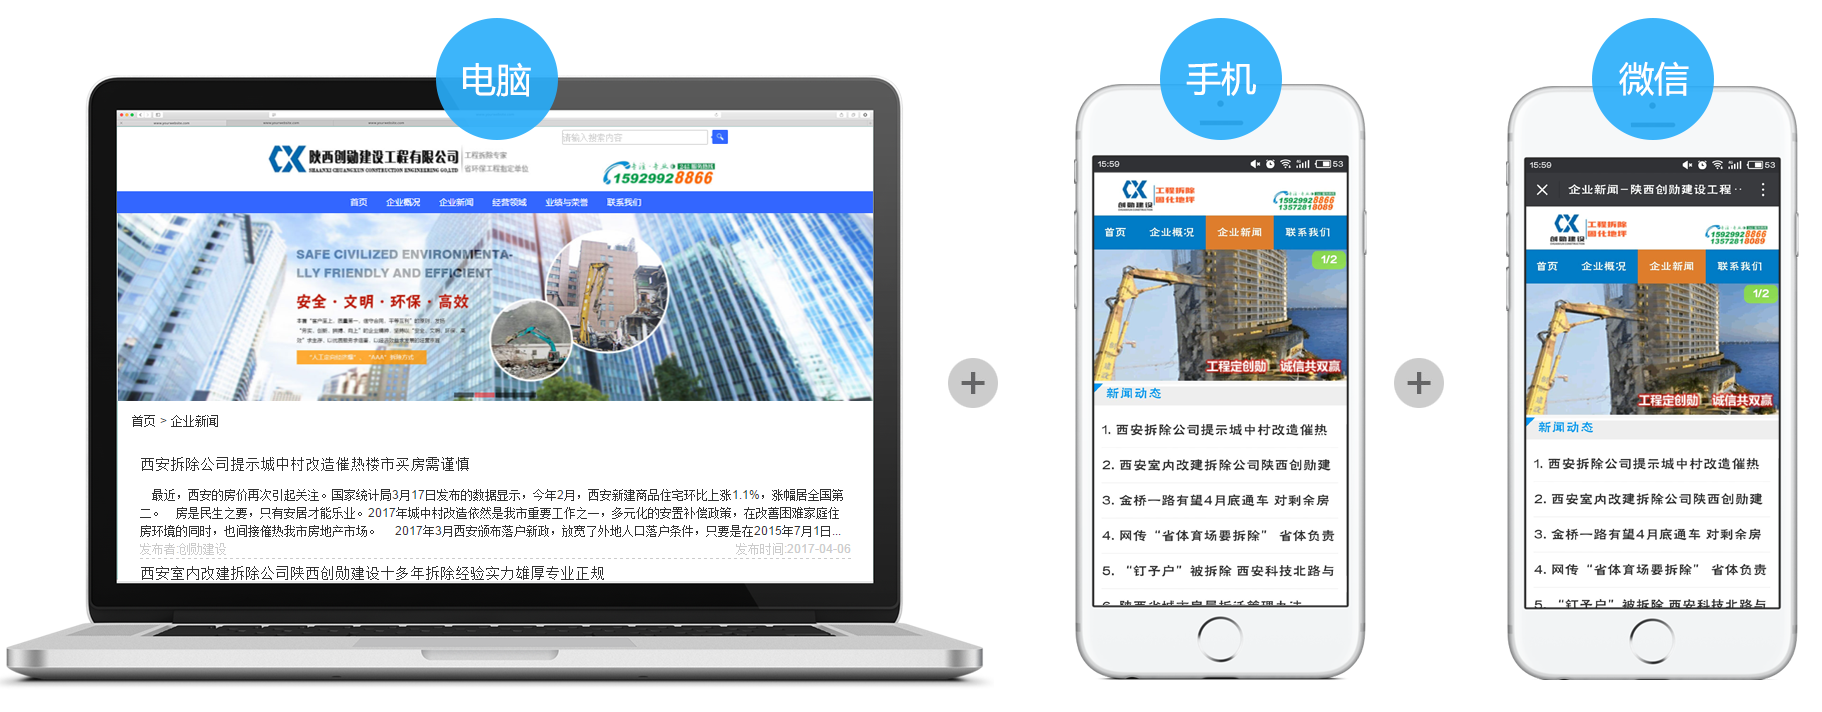 电脑
请输入搜索内容
CX 陕西创勋建设工程有限公司
SHAANXI CHUANGXUN CONSTRUCTION ENGINEERING CO.,LTD
工程拆除专家
省环保工程指定单位
15929928866
首页 企业概况 企业新闻 经营领域 业绩与荣誉 联系我们
SAFE CIVILIZED ENVIRONMENTA-
LLY FRIENDLY AND EFFICIENT
安全·文明·环保·高效
首页 > 企业新闻
西安拆除公司提示城中村改造催热楼市买房需谨慎
最近，西安的房价再次引起关注。国家统计局3月17日发布的数据显示，今年2月，西安新建商品住宅环比上涨1.1%，涨幅居全国第
二。 房是民生之要，只有安居才能乐业。2017年城中村改造依然是我市重要工作之一，多元化的安置补偿政策，在改善困难家庭住
房环境的同时，也间接催热我市房地产市场。 2017年3月西安颁布落户新政，放宽了外地人口落户条件，只要是在2015年7月1日...
发布者:创勋建设 发布时间:2017-04-06
西安室内改建拆除公司陕西创勋建设十多年拆除经验实力雄厚专业正规
+
手机
15:59 53
CX 工程拆除
创勋建设 固化地坪
15929928866
13572818089
首页 企业概况 企业新闻 联系我们
1/2
工程定创勋 诚信共双赢
新闻动态
1. 西安拆除公司提示城中村改造催热
2. 西安室内改建拆除公司陕西创勋建
3. 金桥一路有望4月底通车 对剩余房
4. 网传“省体育场要拆除” 省体负责
5. “钉子户”被拆除 西安科技北路与
+
微信
15:59 53
企业新闻-陕西创勋建设工程··
CX 工程拆除
创勋建设 固化地坪
15929928866
13572818089
首页 企业概况 企业新闻 联系我们
1/2
工程定创勋 诚信共双赢
新闻动态
1. 西安拆除公司提示城中村改造催热
2. 西安室内改建拆除公司陕西创勋建
3. 金桥一路有望4月底通车 对剩余房
4. 网传“省体育场要拆除” 省体负责
5. “钉子户”被拆除 西安科技北路与